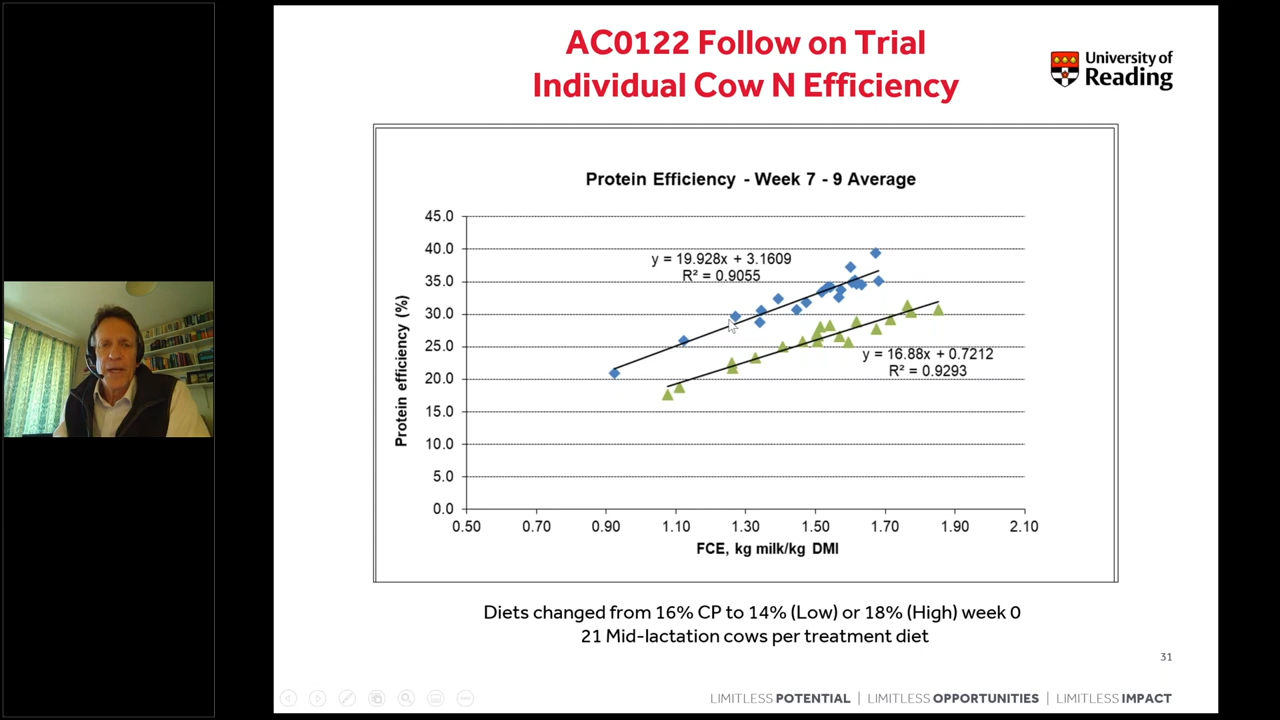 AC0122 Follow on Trial
Individual Cow N Efficiency
University of
Reading
Protein Efficiency - Week 7 - 9 Average
Protein efficiency (%)
45.0
40.0
35.0
30.0
25.0
20.0
15.0
10.0
5.0
0.0
y = 19.928x + 3.1609
R² = 0.9055
y = 16.88x + 0.7212
R² = 0.9293
0.50 0.70 0.90 1.10 1.30 1.50 1.70 1.90 2.10
FCE, kg milk/kg DMI
Diets changed from 16% CP to 14% (Low) or 18% (High) week 0
21 Mid-lactation cows per treatment diet
31
LIMITLESS POTENTIAL | LIMITLESS OPPORTUNITIES | LIMITLESS IMPACT